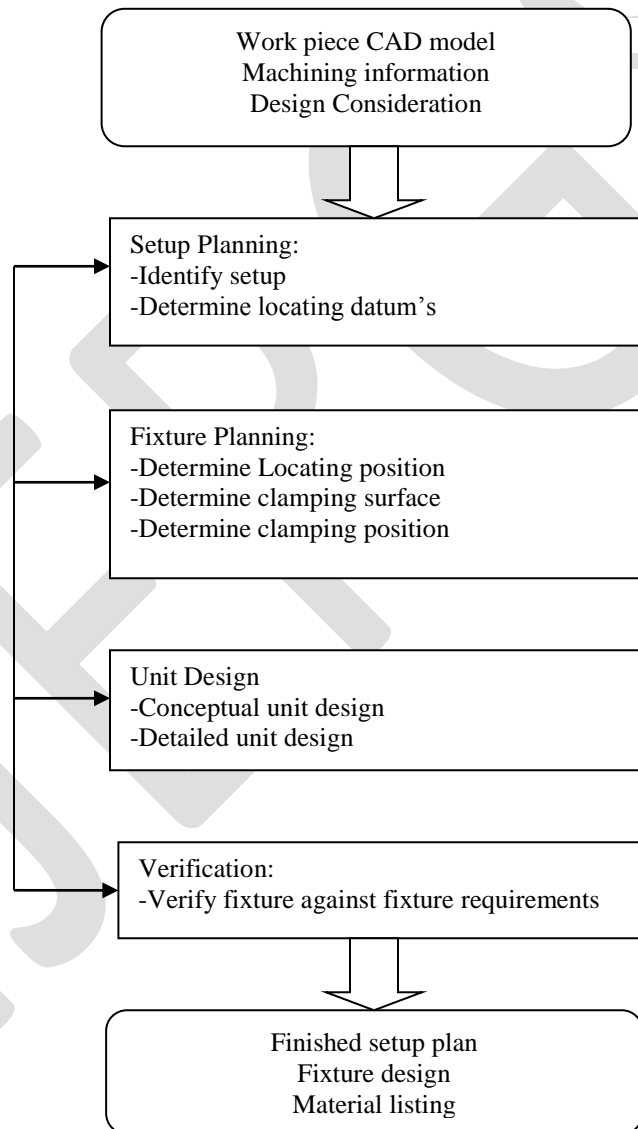 Work piece CAD model
Machining information
Design Consideration
Setup Planning:
-Identify setup
-Determine locating datum’s
Fixture Planning:
-Determine Locating position
-Determine clamping surface
-Determine clamping position
Unit Design
-Conceptual unit design
-Detailed unit design
Verification:
-Verify fixture against fixture requirements
Finished setup plan
Fixture design
Material listing